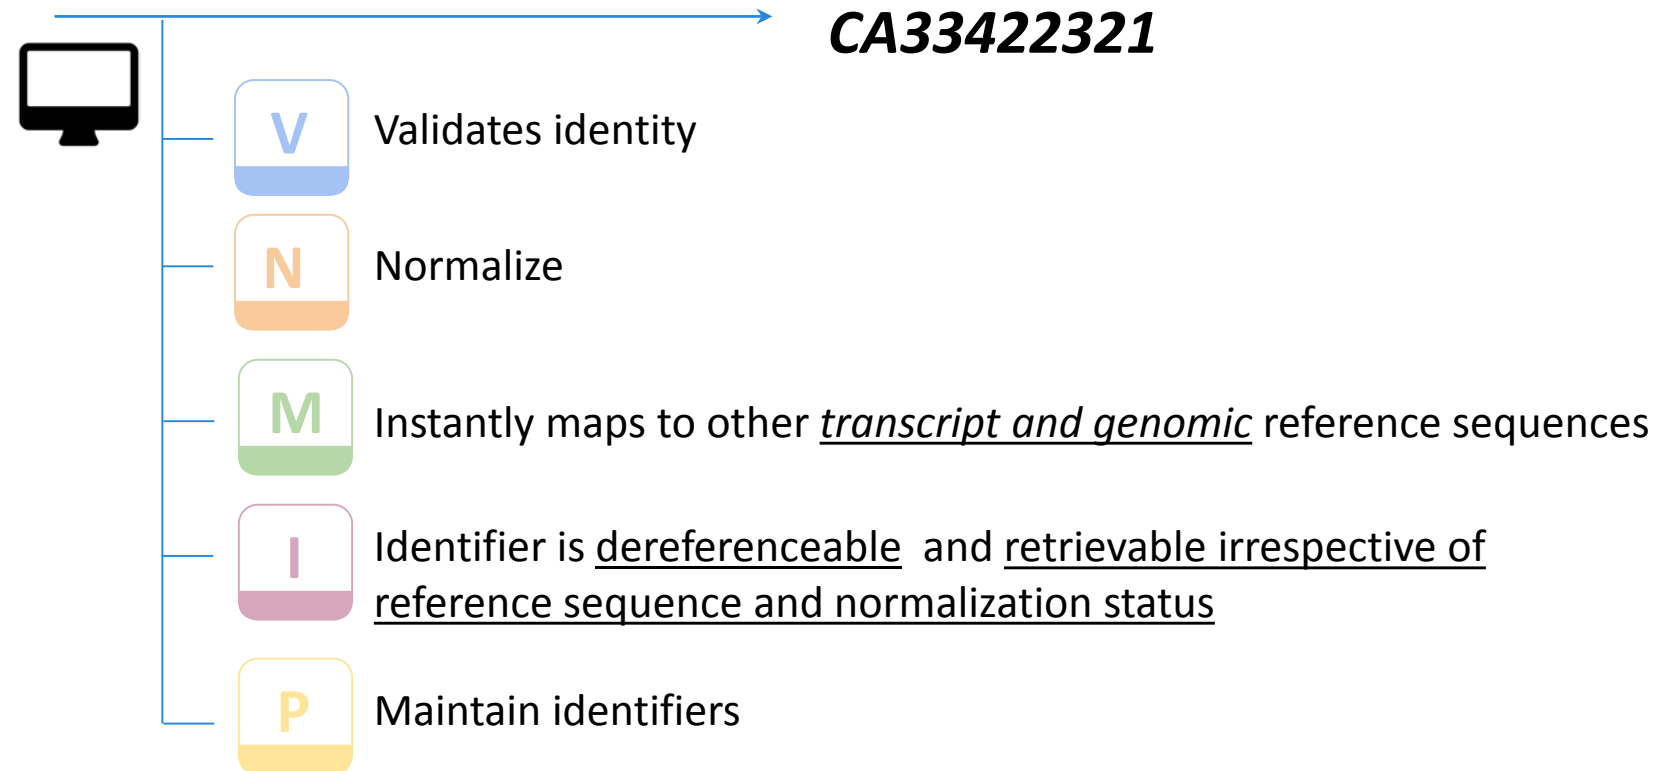 CA33422321
V Validates identity
N Normalize
M Instantly maps to other transcript and genomic reference sequences
I Identifier is dereferenceable and retrievable irrespective of
reference sequence and normalization status
P Maintain identifiers